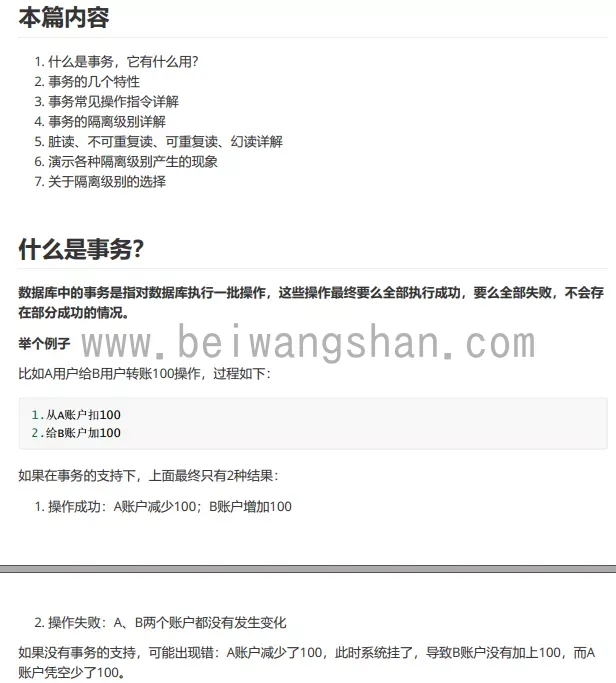 本篇内容
1. 什么是事务，它有什么用？
2. 事务的几个特性
3. 事务常见操作指令详解
4. 事务的隔离级别详解
5. 脏读、不可重复读、可重复读、幻读详解
6. 演示各种隔离级别产生的现象
7. 关于隔离级别的选择
什么是事务？
数据库中的事务是指对数据库执行一批操作，这些操作最终要么全部执行成功，要么全部失败，不会存
在部分成功的情况。
举个例子
www.beiwangshan.com
比如A用户给B用户转账100操作，过程如下：
1.从A账户扣100
2.给B账户加100
如果在事务的支持下，上面最终只有2种结果：
1. 操作成功：A账户减少100；B账户增加100
2. 操作失败：A、B两个账户都没有发生变化
如果没有事务的支持，可能出现错：A账户减少了100，此时系统挂了，导致B账户没有加上100，而A
账户凭空少了100。